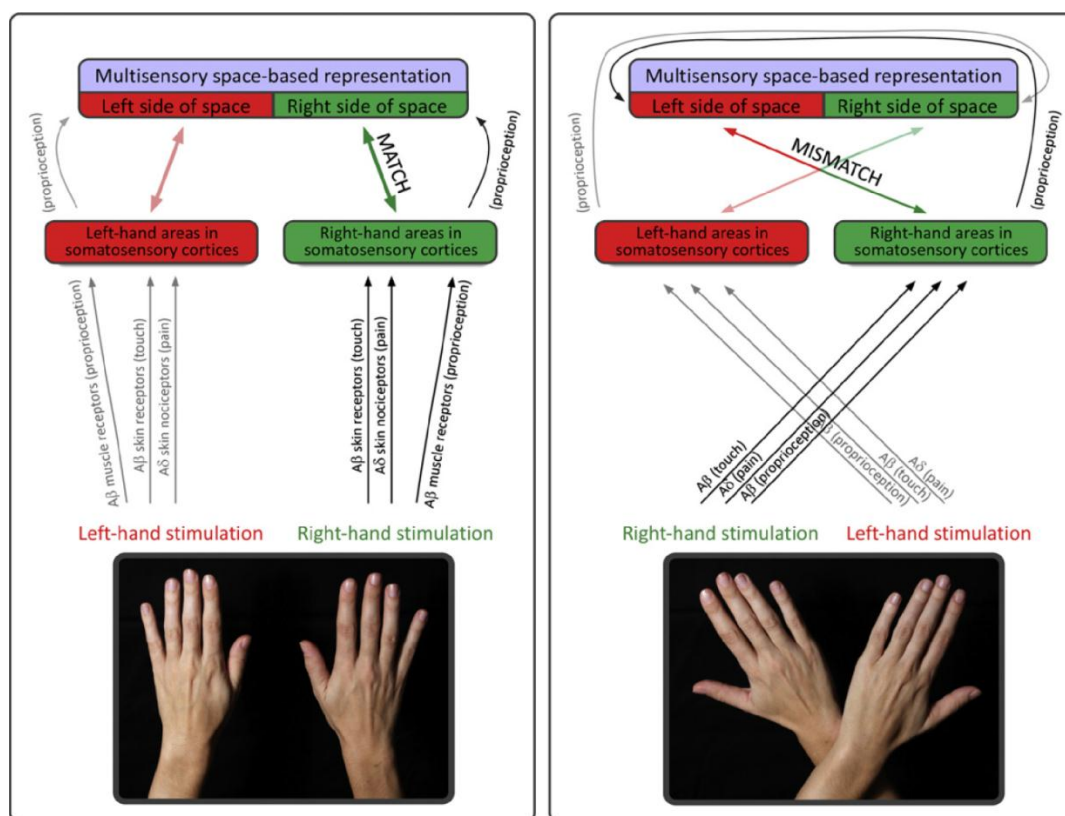 Multisensory space-based representation
Left side of space
Right side of space
(proprioception)
MATCH
(proprioception)
Left-hand areas in
somatosensory cortices
Right-hand areas in
somatosensory cortices
Aβ muscle receptors (proprioception)
Aβ skin receptors (touch)
Aδ skin nociceptors (pain)
Aβ skin receptors (touch)
Aδ skin nociceptors (pain)
Aβ muscle receptors (proprioception)
Left-hand stimulation
Right-hand stimulation
Multisensory space-based representation
Left side of space
Right side of space
(proprioception)
MISMATCH
(proprioception)
Left-hand areas in
somatosensory cortices
Right-hand areas in
somatosensory cortices
Aβ (touch)
Aδ (pain)
Aβ (proprioception)
Aβ (proprioception)
Aβ (touch)
Aδ (pain)
Right-hand stimulation
Left-hand stimulation